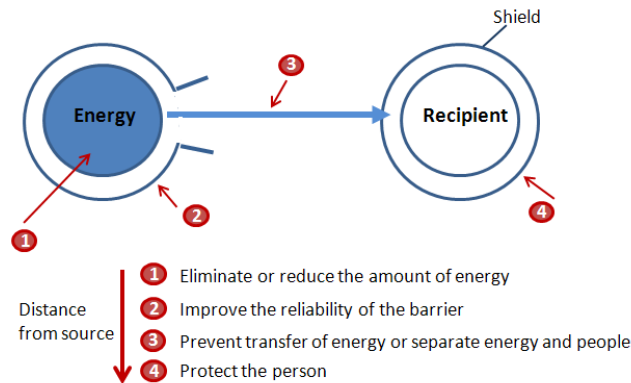 Shield
3
Energy
Recipient
1
2
4
Distance
from source
1 Eliminate or reduce the amount of energy
2 Improve the reliability of the barrier
3 Prevent transfer of energy or separate energy and people
4 Protect the person